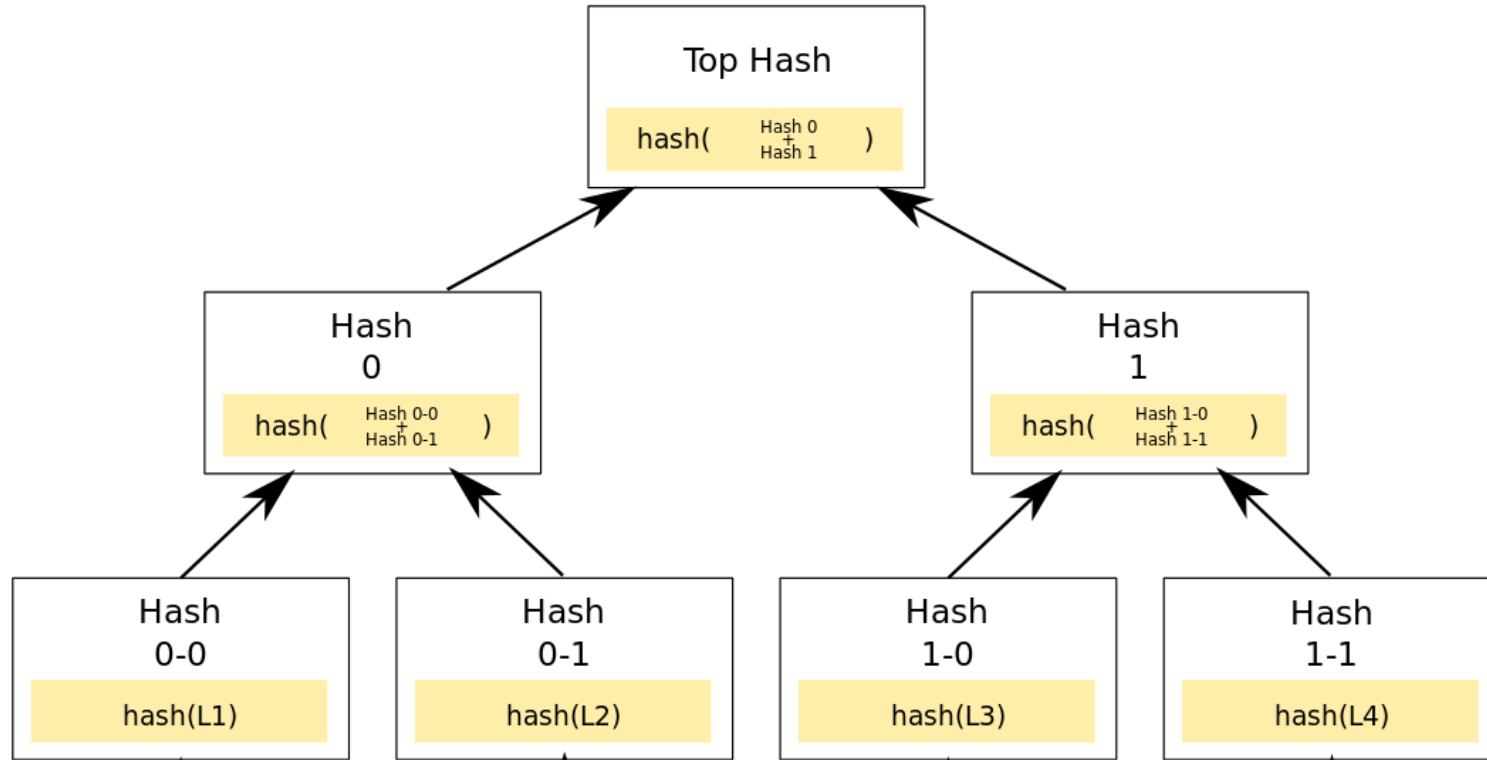 Top Hash
hash( Hash 0 + Hash 1 )
Hash
0
hash( Hash 0-0 + Hash 0-1 )
Hash
1
hash( Hash 1-0 + Hash 1-1 )
Hash
0-0
hash(L1)
Hash
0-1
hash(L2)
Hash
1-0
hash(L3)
Hash
1-1
hash(L4)